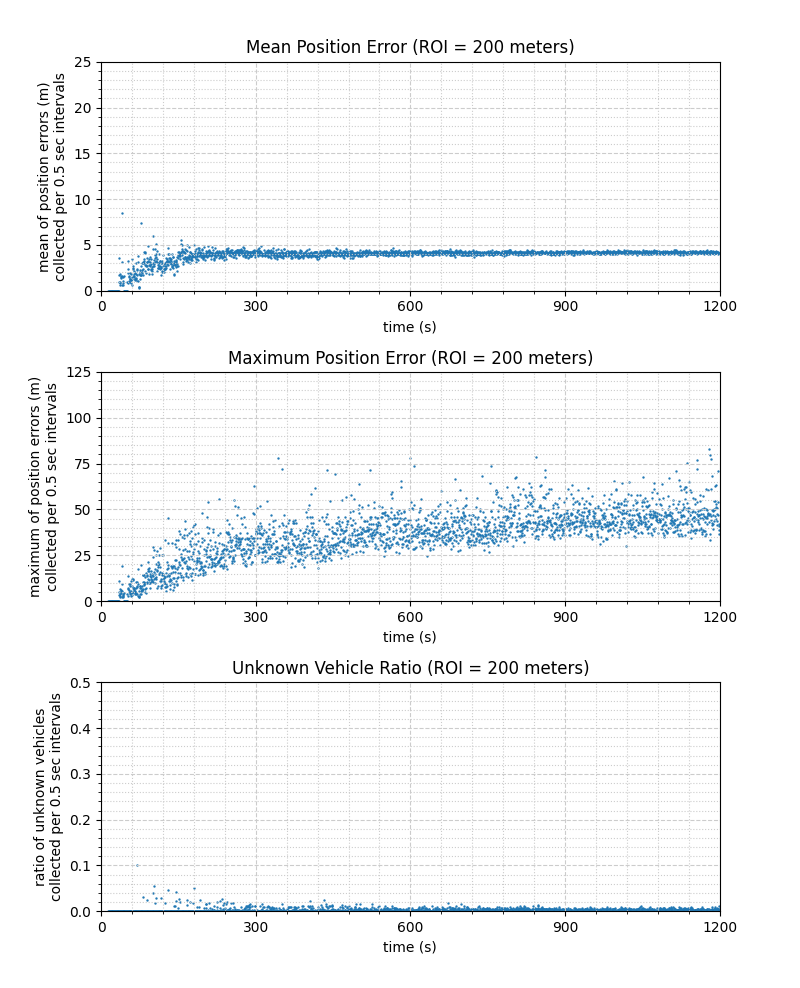 Mean Position Error (ROI = 200 meters)
mean of position errors (m)
collected per 0.5 sec intervals
25
20
15
10
5
0
0 300 600 900 1200
time (s)
Maximum Position Error (ROI = 200 meters)
maximum of position errors (m)
collected per 0.5 sec intervals
125
100
75
50
25
0
0 300 600 900 1200
time (s)
Unknown Vehicle Ratio (ROI = 200 meters)
ratio of unknown vehicles
collected per 0.5 sec intervals
0.5
0.4
0.3
0.2
0.1
0.0
0 300 600 900 1200
time (s)